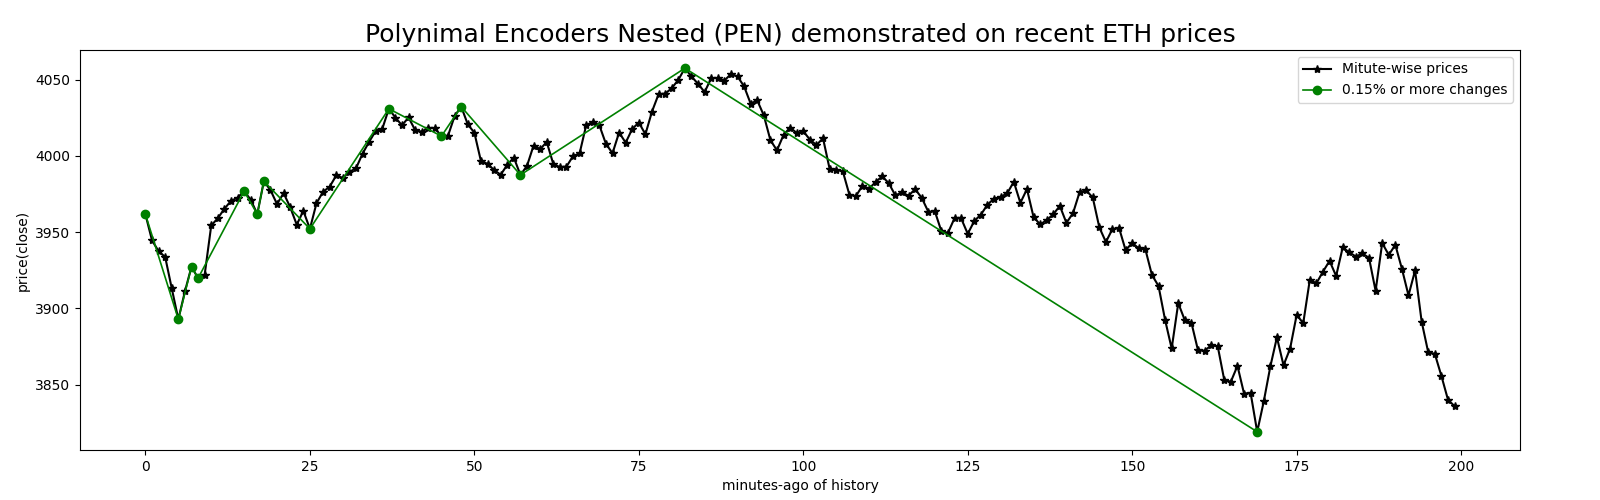 Polynimal Encoders Nested (PEN) demonstrated on recent ETH prices
Mitute-wise prices
0.15% or more changes
price(close)
4050
4000
3950
3900
3850
0 25 50 75 100 125 150 175 200
minutes-ago of history